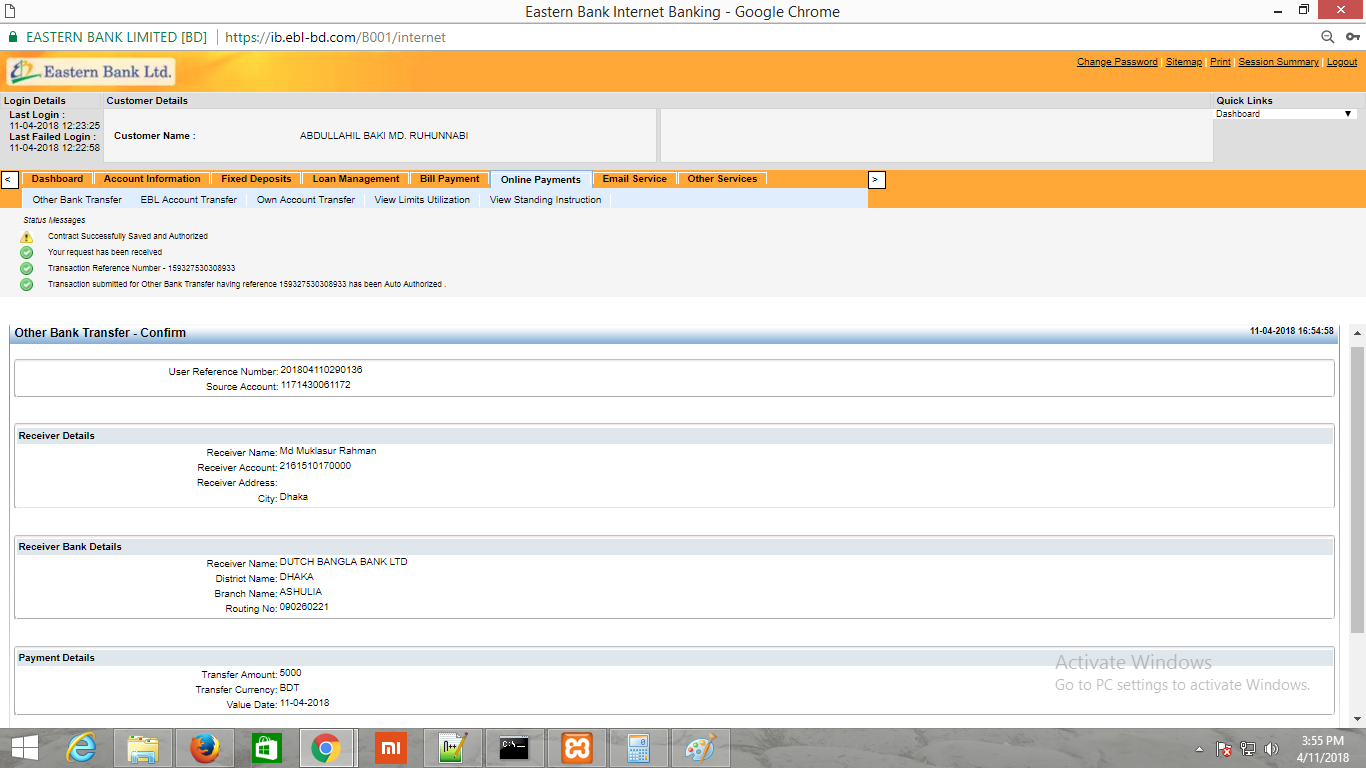 Eastern Bank Internet Banking - Google Chrome
EASTERN BANK LIMITED [BD] | https://ib.ebl-bd.com/B001/internet
Eastern Bank Ltd.
Change Password | Sitemap | Print | Session Summary | Logout
Login Details
Last Login :
11-04-2018 12:23:25
Last Failed Login :
11-04-2018 12:22:58
Customer Details
Customer Name : ABDULLAHIL BAKI MD. RUHUNNABI
Quick Links
Dashboard
< Dashboard Account Information Fixed Deposits Loan Management Bill Payment Online Payments Email Service Other Services >
Other Bank Transfer EBL Account Transfer Own Account Transfer View Limits Utilization View Standing Instruction
Status Messages
Contract Successfully Saved and Authorized
Your request has been received
Transaction Reference Number - 159327530308933
Transaction submitted for Other Bank Transfer having reference 159327530308933 has been Auto Authorized .
Other Bank Transfer - Confirm 11-04-2018 16:54:58
User Reference Number: 201804110290136
Source Account: 1171430061172
Receiver Details
Receiver Name: Md Muklasur Rahman
Receiver Account: 2161510170000
Receiver Address:
City: Dhaka
Receiver Bank Details
Receiver Name: DUTCH BANGLA BANK LTD
District Name: DHAKA
Branch Name: ASHULIA
Routing No: 090260221
Payment Details
Transfer Amount: 5000
Transfer Currency: BDT
Value Date: 11-04-2018
Activate Windows
Go to PC settings to activate Windows.
3:55 PM
4/11/2018